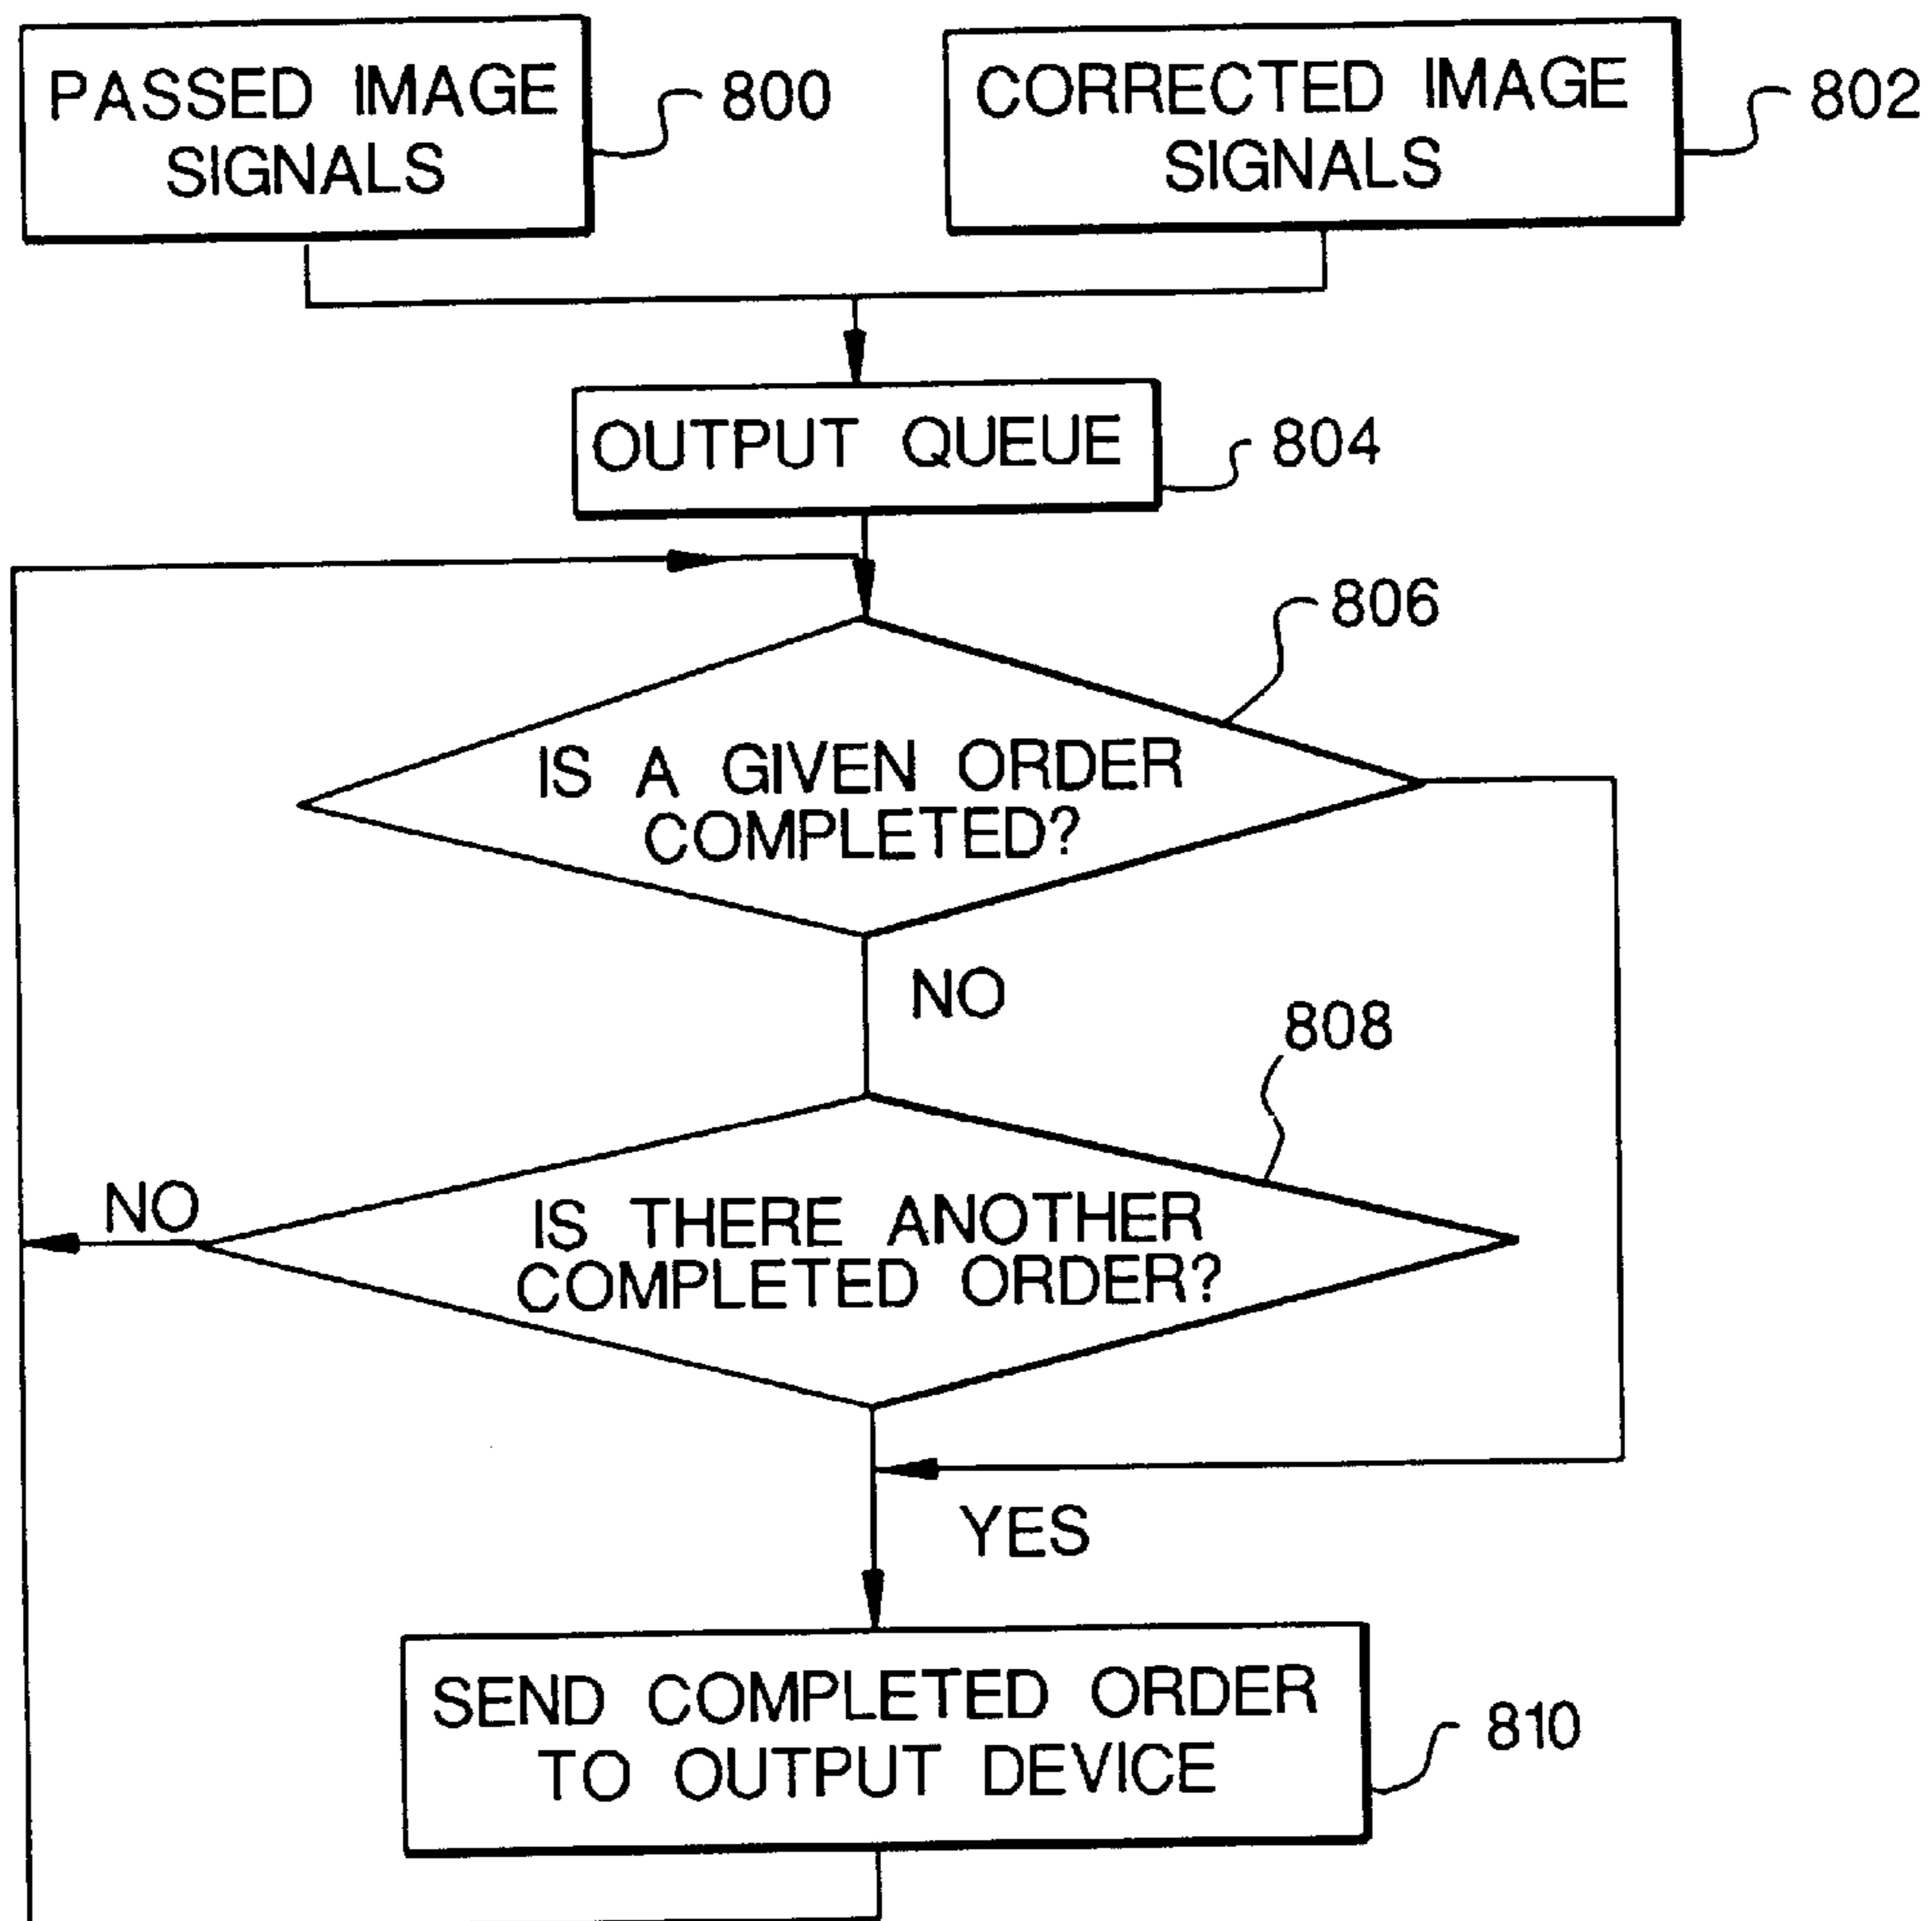 PASSED IMAGE
SIGNALS
800
CORRECTED IMAGE
SIGNALS
802
OUTPUT QUEUE
804
806
IS A GIVEN ORDER
COMPLETED?
NO
808
NO
IS THERE ANOTHER
COMPLETED ORDER?
YES
SEND COMPLETED ORDER
TO OUTPUT DEVICE
810